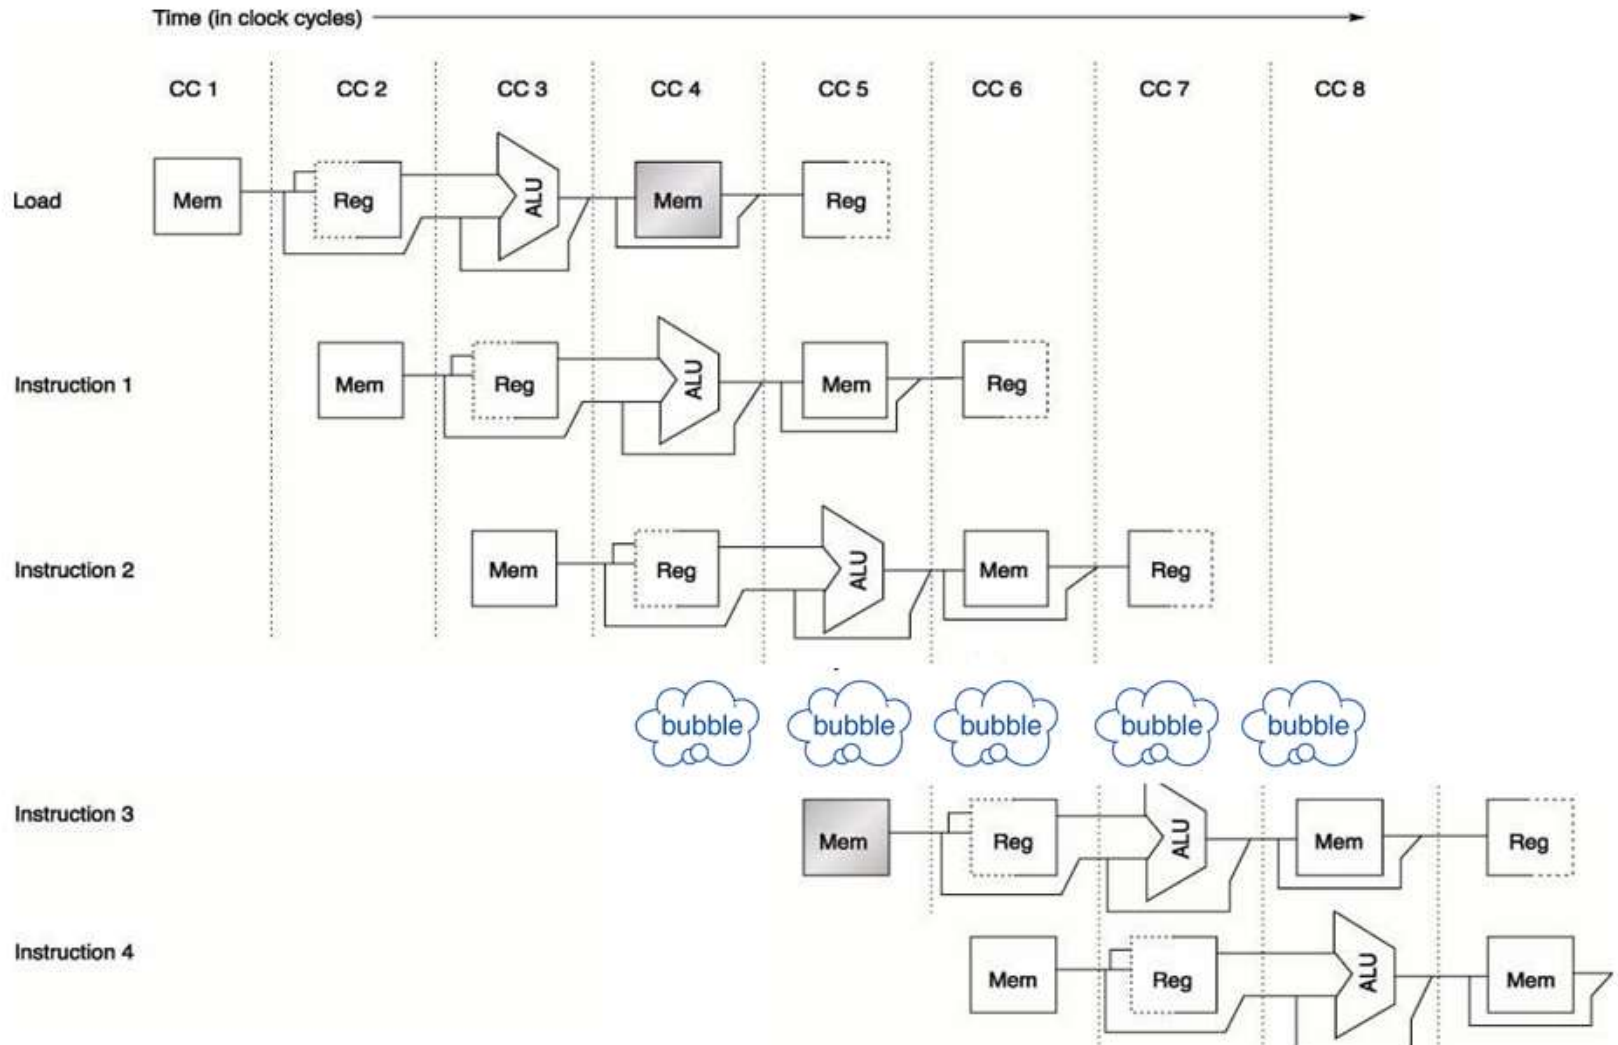 Time (in clock cycles)
CC 1 CC 2 CC 3 CC 4 CC 5 CC 6 CC 7 CC 8
Load Mem Reg ALU Mem Reg
Instruction 1 Mem Reg ALU Mem Reg
Instruction 2 Mem Reg ALU Mem Reg
bubble bubble bubble bubble bubble
Instruction 3 Mem Reg ALU Mem Reg
Instruction 4 Mem Reg ALU Mem